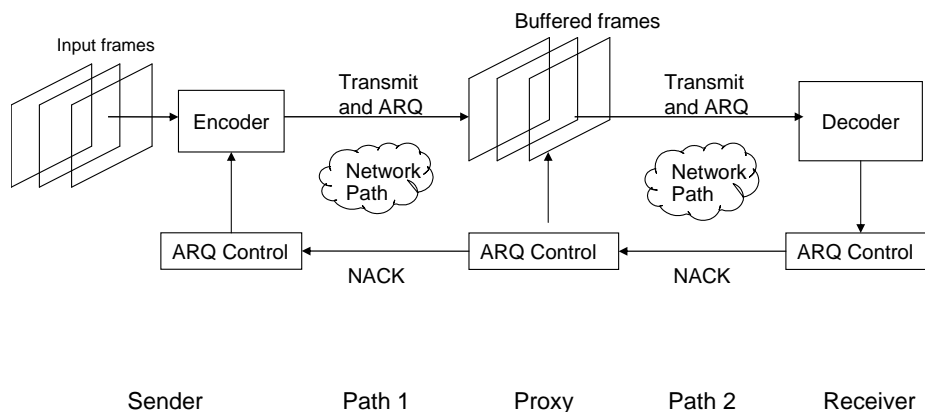 Buffered frames
Input frames
Transmit
and ARQ
Transmit
and ARQ
Encoder
Decoder
Network
Path
Network
Path
ARQ Control
ARQ Control
ARQ Control
NACK
NACK
Sender
Path 1
Proxy
Path 2
Receiver